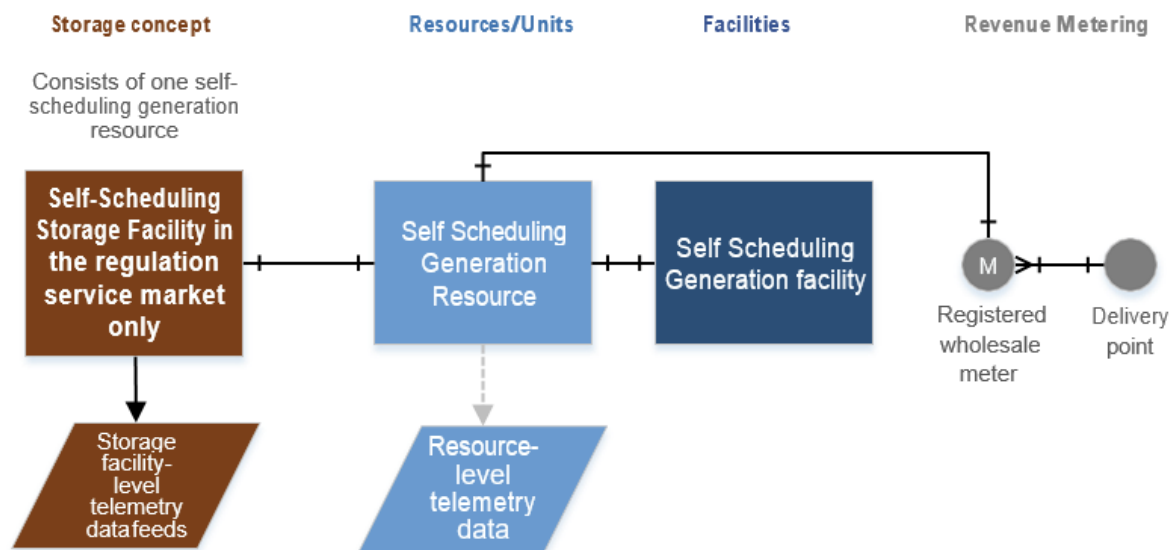 Storage concept
Resources/Units
Facilities
Revenue Metering
Consists of one self-
scheduling generation
resource
Self-Scheduling
Storage Facility in
the regulation
service market
only
Self Scheduling
Generation
Resource
Self Scheduling
Generation facility
M
Registered
wholesale
meter
Delivery
point
Storage
facility-
level
telemetry
datafeeds
Resource-
level
telemetry
data